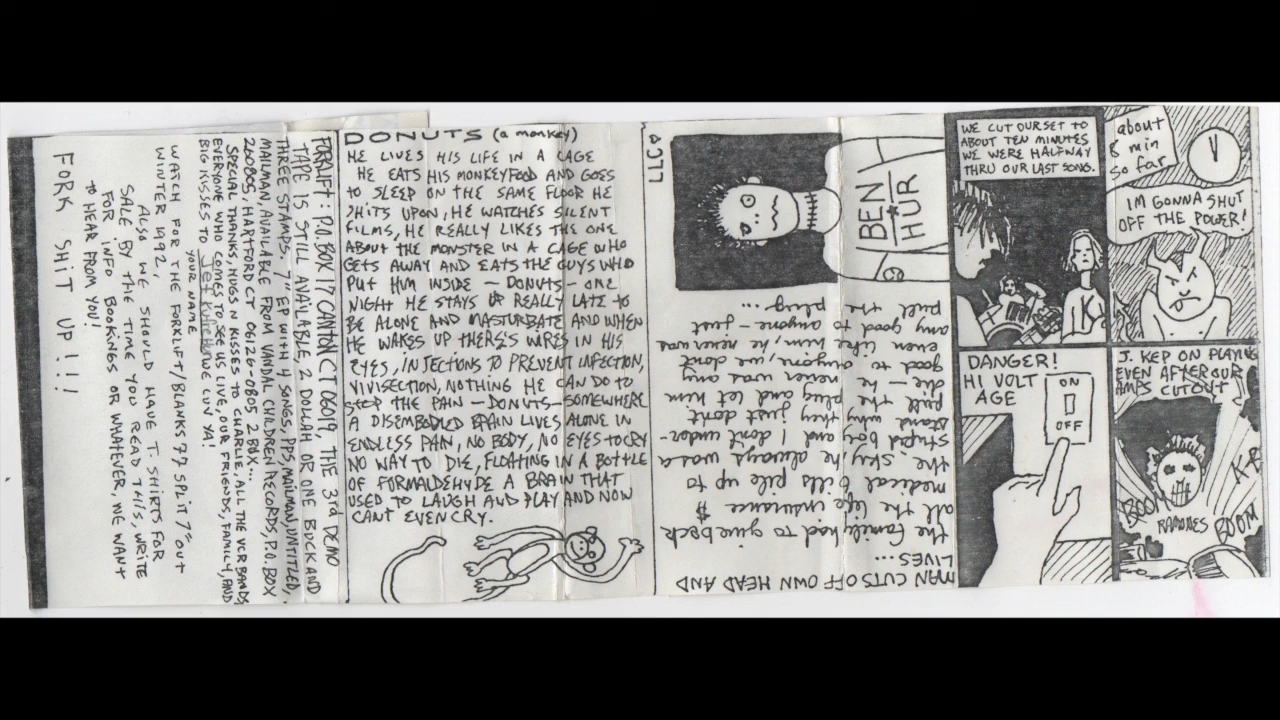 FORK SHIT UP!!!
FORKLIFT: P.O. BOX 17 CANTON CT 06019, THE 3rd DEMO
TAPE IS STILL AVAILABLE, 2 DOLLAH OR ONE BUCK AND
THREE STAMPS. 7" EP WITH 4 SONGS, PPS, MAILMAN, UNTITLED,
MAILMAN, AVAILABLE FROM VANDAL CHILDREN RECORDS, P.O. BOX
260805, HARTFORD CT 06126-0805 2 BUX...
SPECIAL THANKS, HUGS N KISSES TO CHARLIE, ALL THE VCR BANDS,
EVERYONE WHO COMES TO SEE US LIVE, OUR FRIENDS, FAMILY, AND
BIG KISSES TO WE LUV YA!
YOUR NAME
WATCH FOR THE FORKLIFT/BLANKS 77 SPLIT 7" OUT
WINTER 1992,
ALSO WE SHOULD HAVE T. SHIRTS FOR
SALE BY THE TIME YOU READ THIS, WRITE
FOR INFO BOOKINGS OR WHATEVER, WE WANT
TO HEAR FROM YOU!
DONUTS (a monkey)
HE LIVES HIS LIFE IN A CAGE
HE EATS HIS MONKEYFOOD AND GOES
TO SLEEP ON THE SAME FLOOR HE
SHITS UPON, HE WATCHES SILENT
FILMS, HE REALLY LIKES THE ONE
ABOUT THE MONSTER IN A CAGE WHO
GETS AWAY AND EATS THE GUYS WHO
PUT HIM INSIDE - DONUTS - ONE
NIGHT HE STAYS UP REALLY LATE TO
BE ALONE AND MASTURBATE AND WHEN
HE WAKES UP THERE'S WIRES IN HIS
EYES, INJECTIONS TO PREVENT INFECTION,
VIVISECTION, NOTHING HE CAN DO TO
STOP THE PAIN - DONUTS - SOMEWHERE
A DISEMBODIED BRAIN LIVES ALONE IN
ENDLESS PAIN, NO BODY, NO EYES TO CRY
NO WAY TO DIE, FLOATING IN A BOTTLE
OF FORMALDEHYDE A BRAIN THAT
USED TO LAUGH AND PLAY AND NOW
CANT EVEN CRY.
MAN CUTS OFF OWN HEAD AND
LIVES...
the family had to give back
all the life insurance $
medical bills pile up to
the sky, he always was a
stupid boy and I don't under-
stand why they just don't
pull the plug and let him
die - he never was any
good to anyone, we don't
even like him, he never was
any good to anyone - just
pull the plug...
BEN
HUR
WE CUT OUR SET TO
ABOUT TEN MINUTES
WE WERE HALFWAY
THRU OUR LAST SONG.
about
8 min
so far
IM GONNA SHUT
OFF THE POWER!
DANGER!
HI VOLT
AGE
ON
OFF
J. KEP ON PLAYING
EVEN AFTER OUR
AMPS CUT OUT
BOOM
RAMONES
BOOM